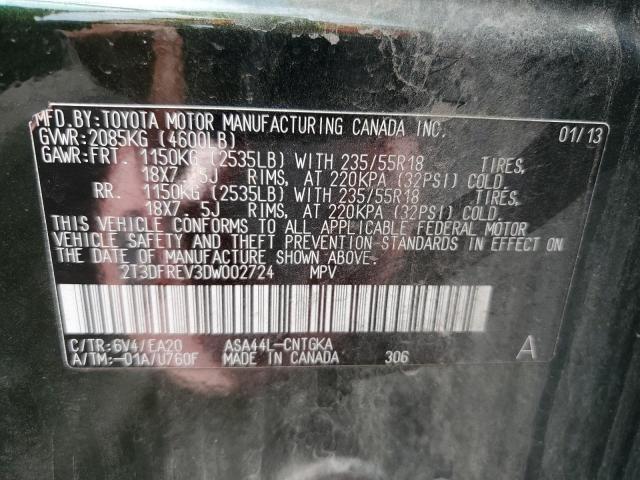 MFD.BY:TOYOTA MOTOR MANUFACTURING CANADA INC. 01/13
GVWR:2085KG (4600LB)
GAWR:FRT. 1150KG (2535LB) WITH 235/55R18 TIRES,
18X7.5J RIMS, AT 220KPA (32PSI) COLD.
RR. 1150KG (2535LB) WITH 235/55R18 TIRES,
18X7.5J RIMS, AT 220KPA (32PSI) COLD.
THIS VEHICLE CONFORMS TO ALL APPLICABLE FEDERAL MOTOR
VEHICLE SAFETY AND THEFT PREVENTION STANDARDS IN EFFECT ON
THE DATE OF MANUFACTURE SHOWN ABOVE.
2T3DFREV3DW002724 MPV
C/TR:6V4/EA20 ASA44L-CNTGKA
A/TM:-01A/U760F MADE IN CANADA 306 A